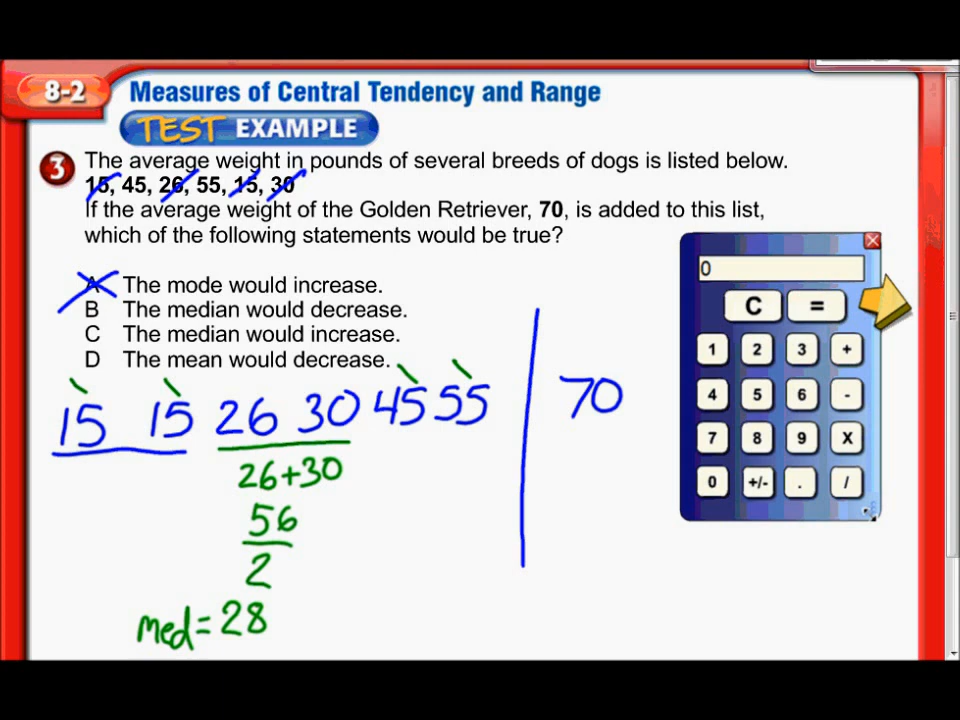 8-2 Measures of Central Tendency and Range
TEST EXAMPLE
3 The average weight in pounds of several breeds of dogs is listed below.
15, 45, 26, 55, 15, 30
If the average weight of the Golden Retriever, 70, is added to this list,
which of the following statements would be true?
A The mode would increase.
B The median would decrease.
C The median would increase.
D The mean would decrease.
15 15 26 30 45 55 70
26+30
56
2
med=28
0
C =
1 2 3 +
4 5 6 -
7 8 9 X
0 +/- . /